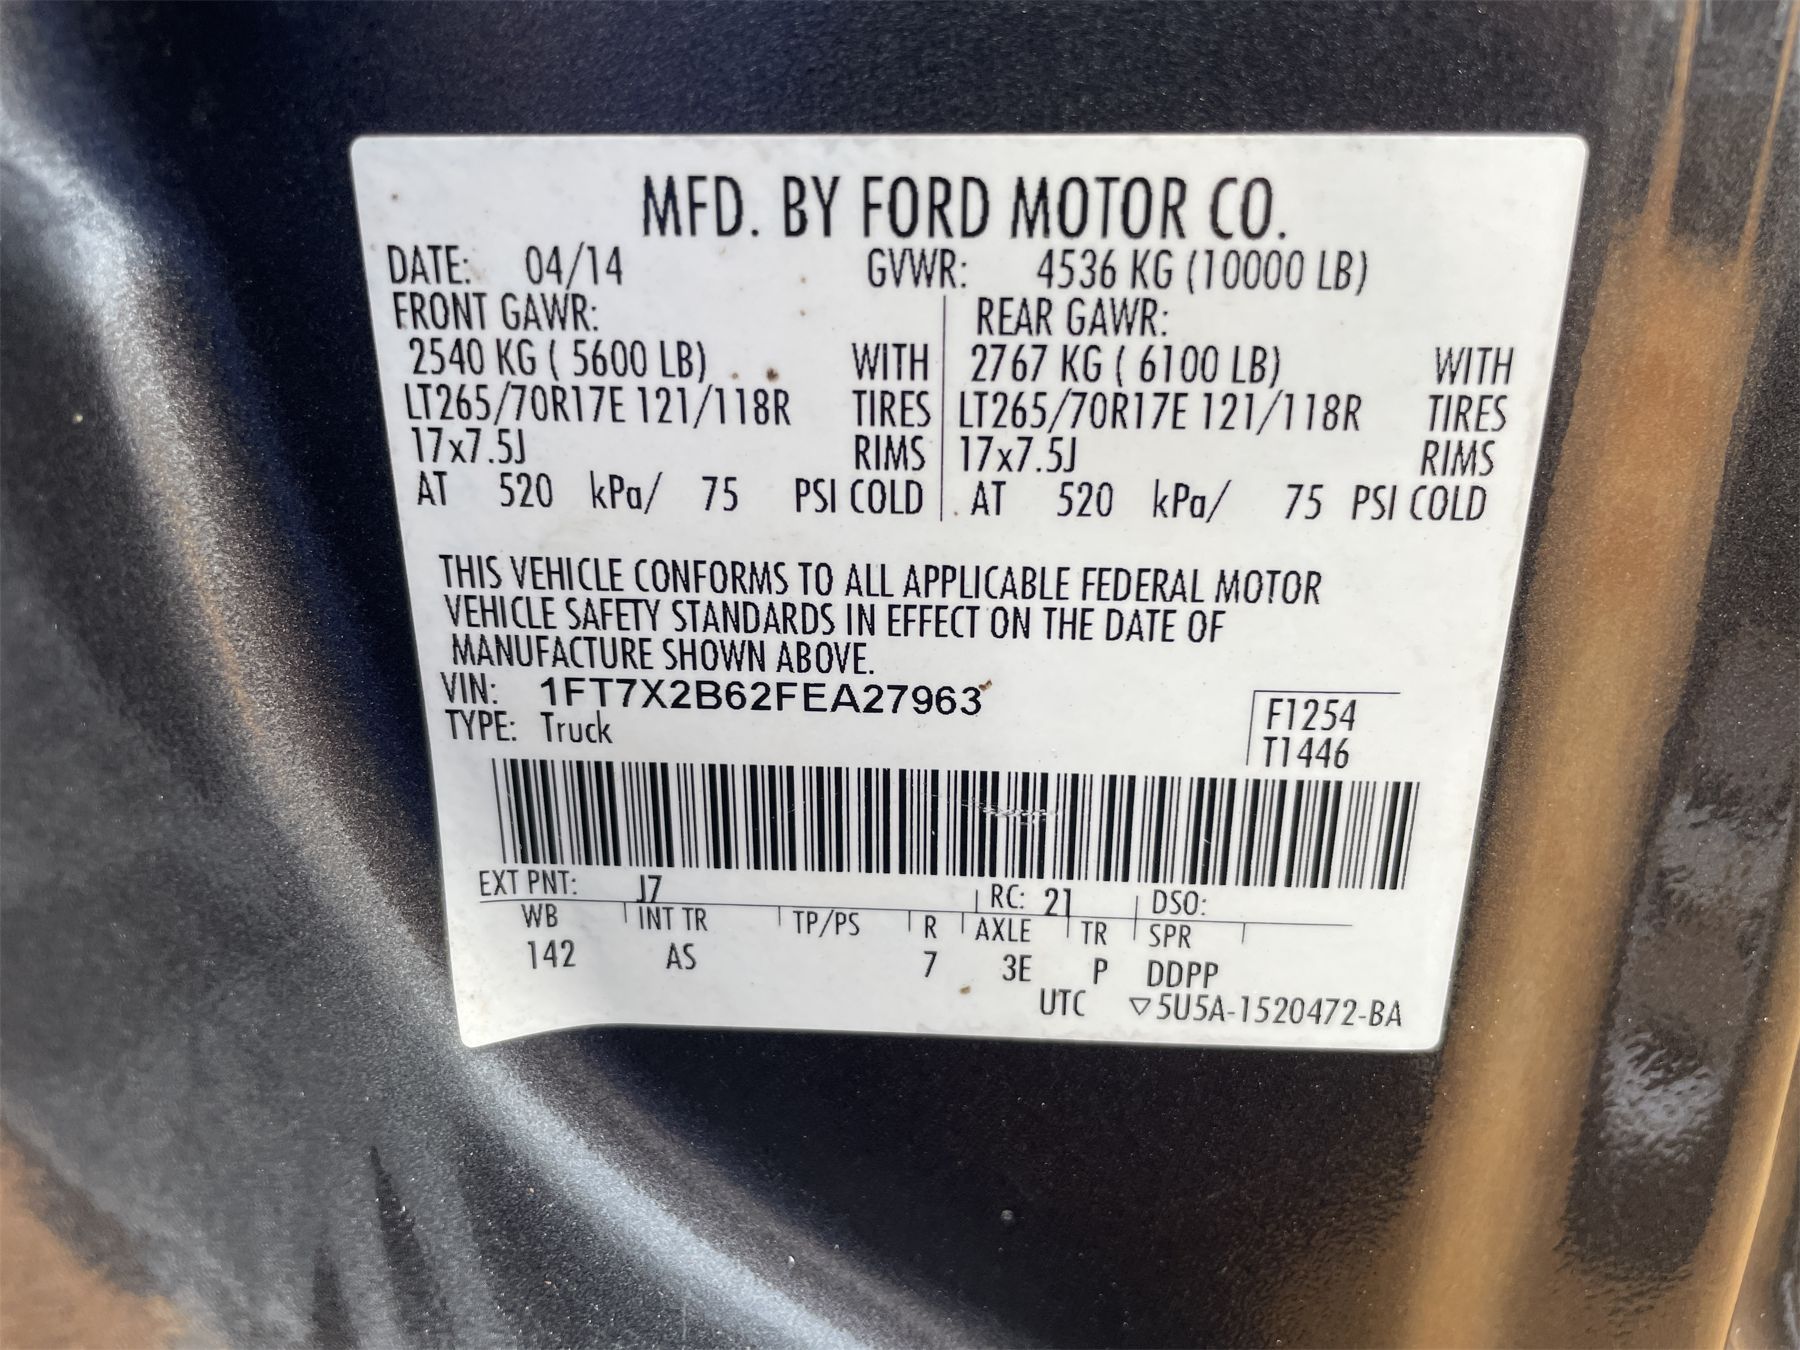 MFD. BY FORD MOTOR CO.
DATE: 04/14 GVWR: 4536 KG (10000 LB)
FRONT GAWR: REAR GAWR:
2540 KG ( 5600 LB) WITH 2767 KG ( 6100 LB) WITH
LT265/70R17E 121/118R TIRES LT265/70R17E 121/118R TIRES
17x7.5J RIMS 17x7.5J RIMS
AT 520 kPa/ 75 PSI COLD AT 520 kPa/ 75 PSI COLD
THIS VEHICLE CONFORMS TO ALL APPLICABLE FEDERAL MOTOR
VEHICLE SAFETY STANDARDS IN EFFECT ON THE DATE OF
MANUFACTURE SHOWN ABOVE.
VIN: 1FT7X2B62FEA27963
TYPE: Truck
F1254
T1446
EXT PNT: J7 RC: 21 DSO:
WB INT TR TP/PS R AXLE TR SPR
142 AS 7 3E P DDPP
UTC ▽5U5A-1520472-BA